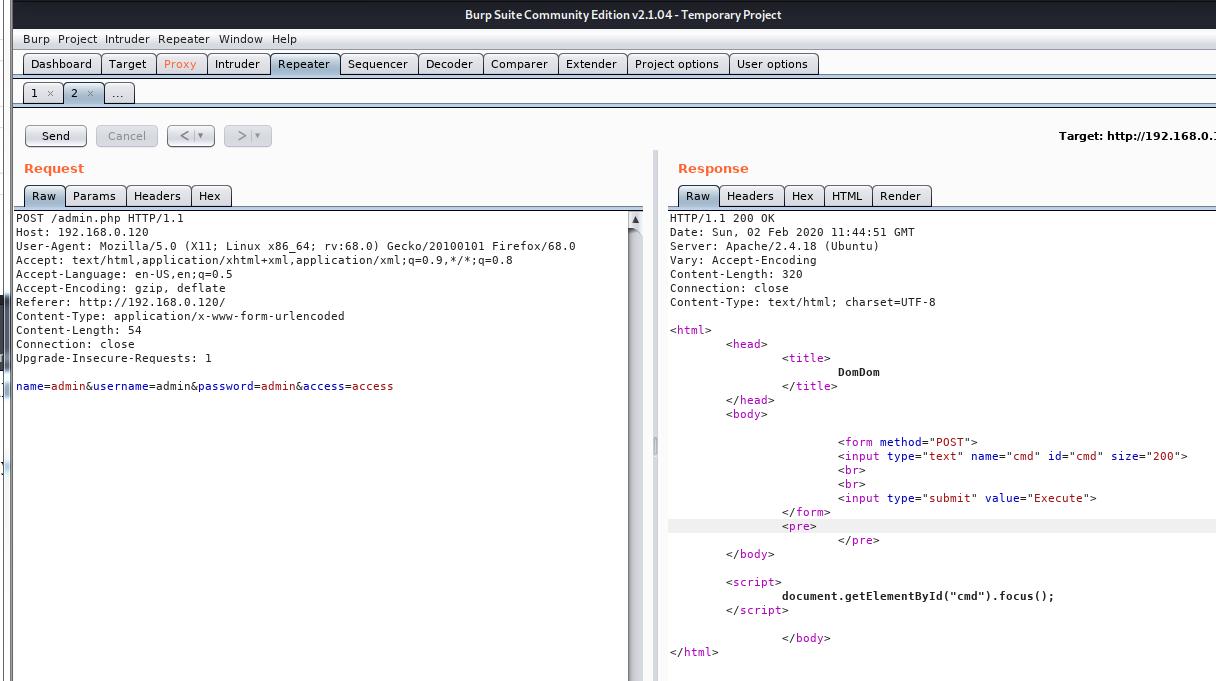 Burp Suite Community Edition v2.1.04 - Temporary Project
Burp Project Intruder Repeater Window Help
Dashboard Target Proxy Intruder Repeater Sequencer Decoder Comparer Extender Project options User options
1 × 2 × ...
Send Cancel < > Target: http://192.168.0.
Request
Raw Params Headers Hex
POST /admin.php HTTP/1.1
Host: 192.168.0.120
User-Agent: Mozilla/5.0 (X11; Linux x86_64; rv:68.0) Gecko/20100101 Firefox/68.0
Accept: text/html,application/xhtml+xml,application/xml;q=0.9,*/*;q=0.8
Accept-Language: en-US,en;q=0.5
Accept-Encoding: gzip, deflate
Referer: http://192.168.0.120/
Content-Type: application/x-www-form-urlencoded
Content-Length: 54
Connection: close
Upgrade-Insecure-Requests: 1
name=admin&username=admin&password=admin&access=access
Response
Raw Headers Hex HTML Render
HTTP/1.1 200 OK
Date: Sun, 02 Feb 2020 11:44:51 GMT
Server: Apache/2.4.18 (Ubuntu)
Vary: Accept-Encoding
Content-Length: 320
Connection: close
Content-Type: text/html; charset=UTF-8
<html>
<head>
<title>
DomDom
</title>
</head>
<body>
<form method="POST">
<input type="text" name="cmd" id="cmd" size="200">
<br>
<br>
<input type="submit" value="Execute">
</form>
<pre>
</pre>
</body>
<script>
document.getElementById("cmd").focus();
</script>
</body>
</html>